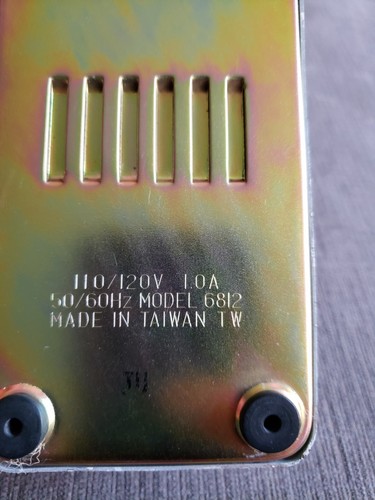 110/120V 1.0A
50/60Hz MODEL 6812
MADE IN TAIWAN TW